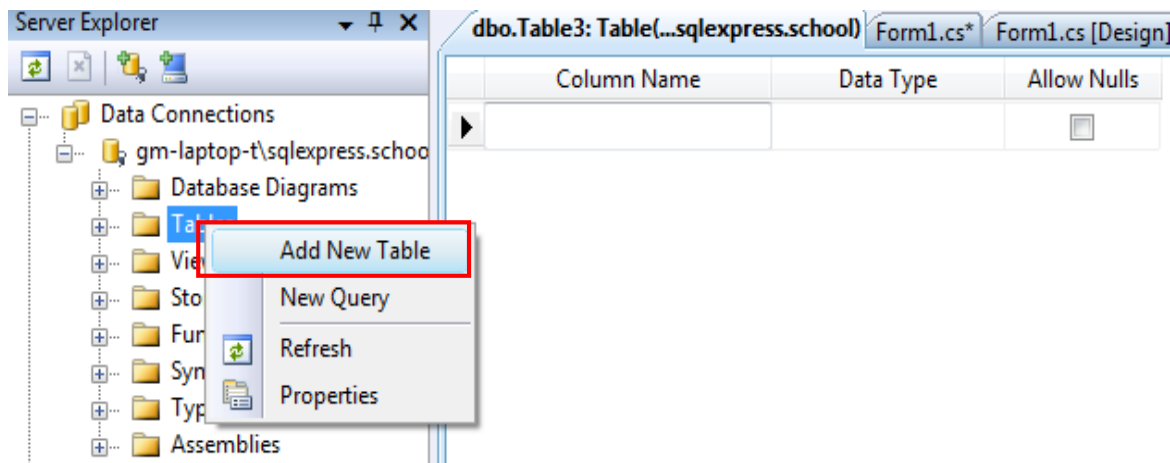 Server Explorer
dbo.Table3: Table(...sqlexpress.school) Form1.cs* Form1.cs [Design]
Column Name Data Type Allow Nulls
Data Connections
gm-laptop-t\sqlexpress.schoo
Database Diagrams
Add New Table
New Query
Refresh
Properties
Assemblies